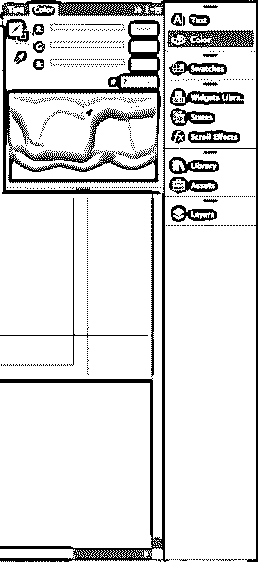 Text Color
R
G
B
#
Text
Color
Swatches
Widgets Libra...
States
Scroll Effects
Library
Assets
Layers